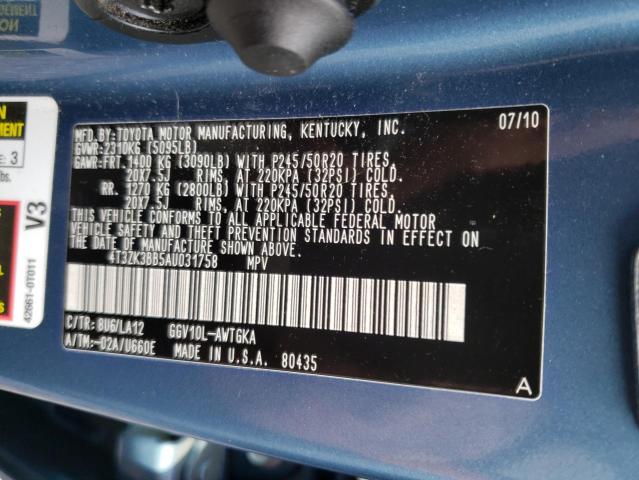 MFD.BY:TOYOTA MOTOR MANUFACTURING, KENTUCKY, INC. 07/10
GVWR:2310KG (5095LB)
GAWR:FRT.1400 KG (3090LB) WITH P245/50R20 TIRES,
20X7.5J RIMS, AT 220KPA (32PSI) COLD.
RR. 1270 KG (2800LB) WITH P245/50R20 TIRES,
20X7.5J RIMS, AT 220KPA (32PSI) COLD.
THIS VEHICLE CONFORMS TO ALL APPLICABLE FEDERAL MOTOR
VEHICLE SAFETY AND THEFT PREVENTION STANDARDS IN EFFECT ON
THE DATE OF MANUFACTURE SHOWN ABOVE.
4T3ZK3BB5AU031758 MPV
C/TR: BU6/LA12 GGV10L-AWTGKA
A/TM:-02A/U660E MADE IN U.S.A. 80435
A
V3
42661-0T011
3
lbs.